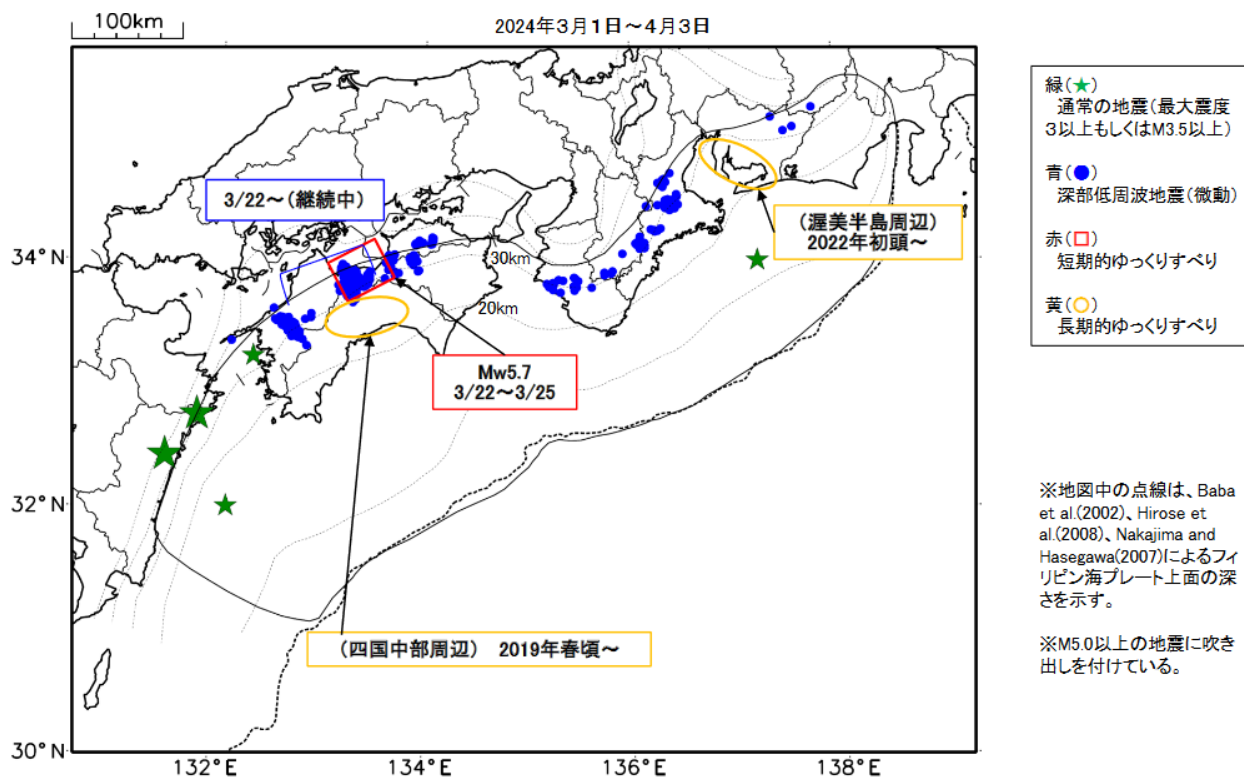 100km
2024年3月1日～4月3日
緑(★)
通常の地震(最大震度
3以上もしくはM3.5以上)
青(●)
深部低周波地震(微動)
赤(□)
短期的ゆっくりすべり
黄(○)
長期的ゆっくりすべり
3/22～(継続中)
(渥美半島周辺)
2022年初頭～
34°N
30km
20km
Mw5.7
3/22～3/25
32°N
※地図中の点線は、Baba
et al.(2002)、Hirose et
al.(2008)、Nakajima and
Hasegawa(2007)によるフィ
リピン海プレート上面の深
さを示す。
※M5.0以上の地震に吹き
出しを付けている。
(四国中部周辺) 2019年春頃～
30°N
132°E
134°E
136°E
138°E